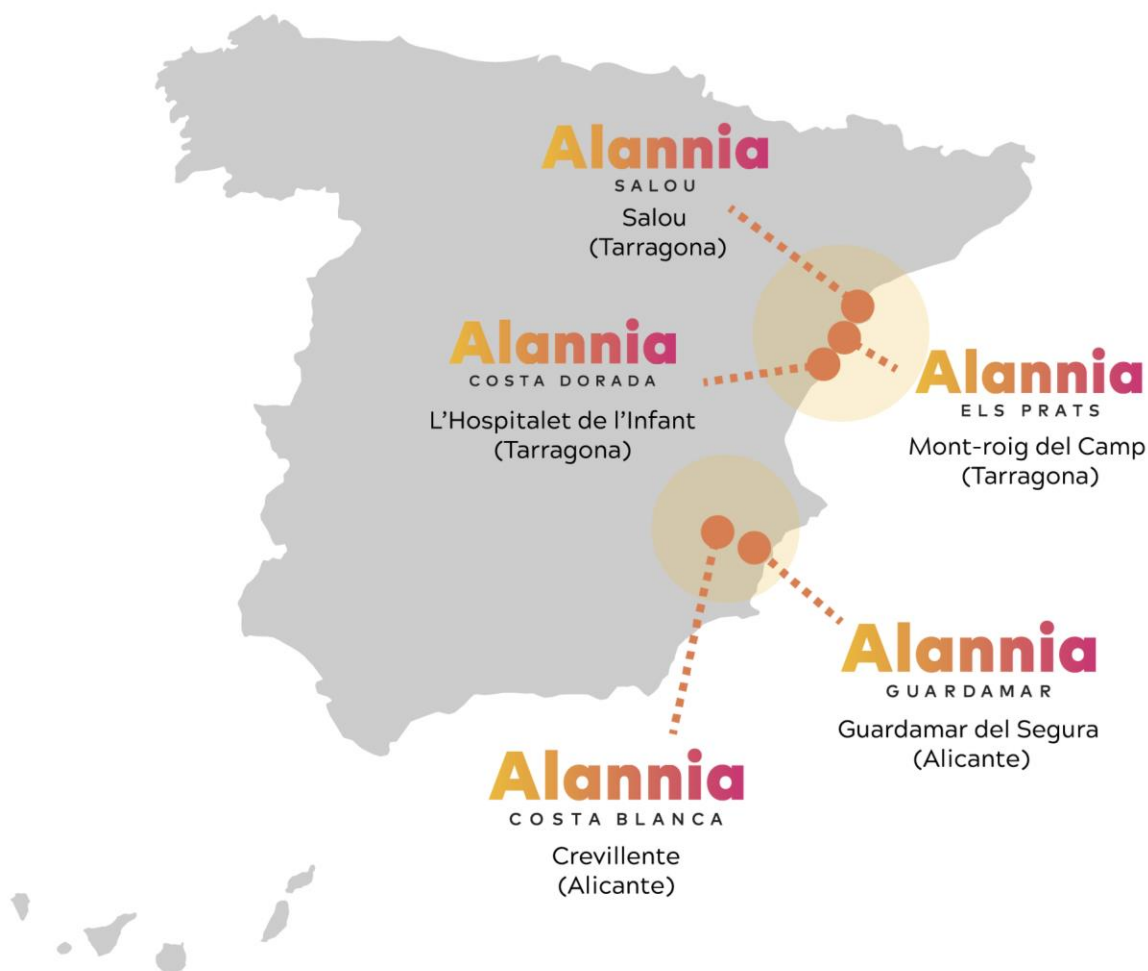 Alannia
SALOU
Salou
(Tarragona)
Alannia
COSTA DORADA
L'Hospitalet de l'Infant
(Tarragona)
Alannia
ELS PRATS
Mont-roig del Camp
(Tarragona)
Alannia
GUARDAMAR
Guardamar del Segura
(Alicante)
Alannia
COSTA BLANCA
Crevillente
(Alicante)